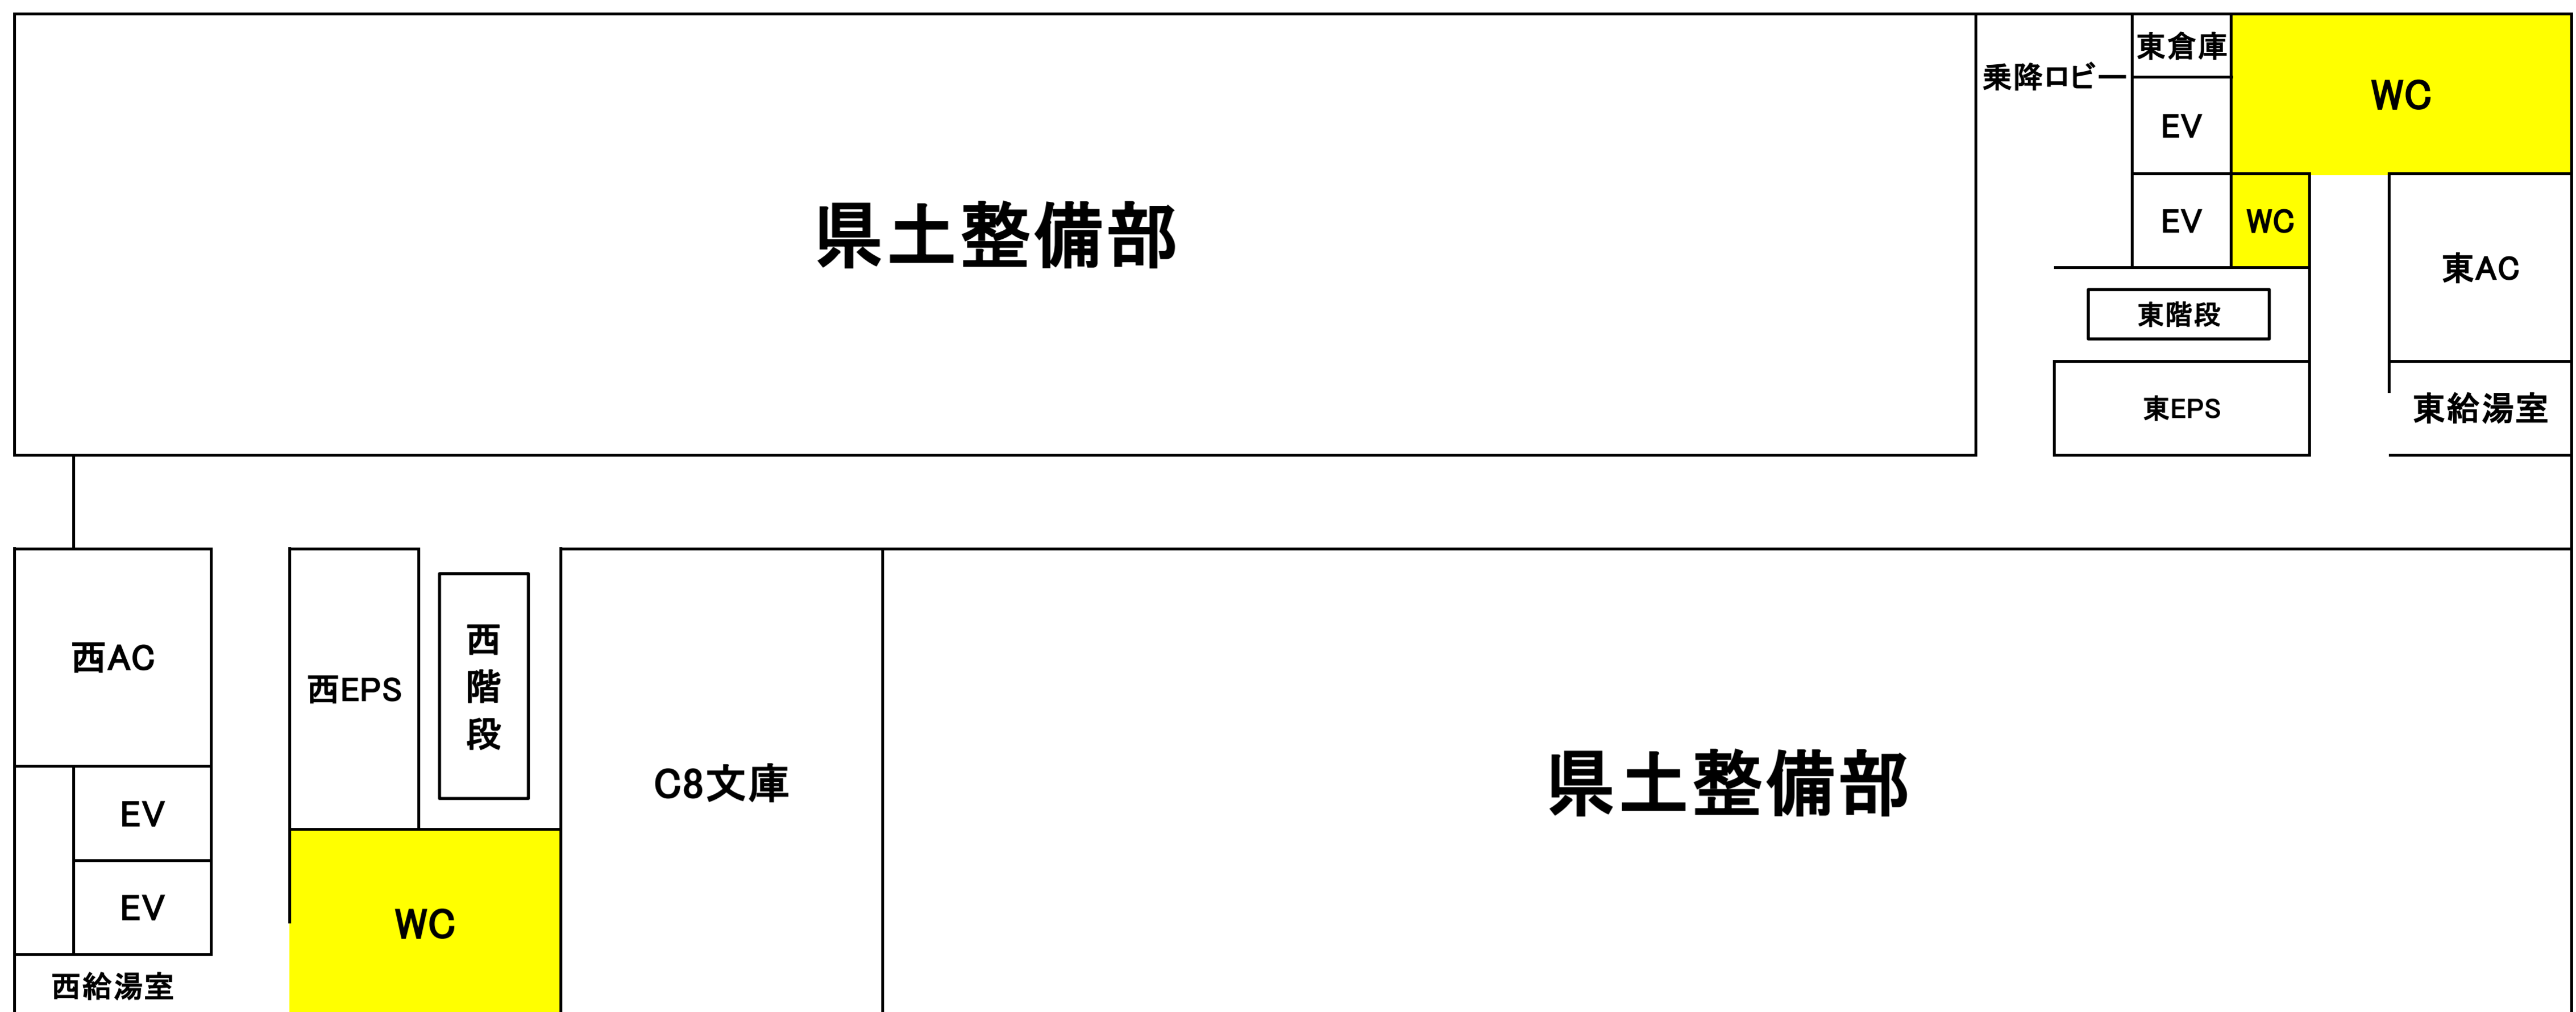 東倉庫
乗降ロビー
WC
EV
県土整備部
EV
WC
東AC
東階段
東EPS
東給湯室
西AC
西EPS
西階段
C8文庫
県土整備部
EV
EV
WC
西給湯室